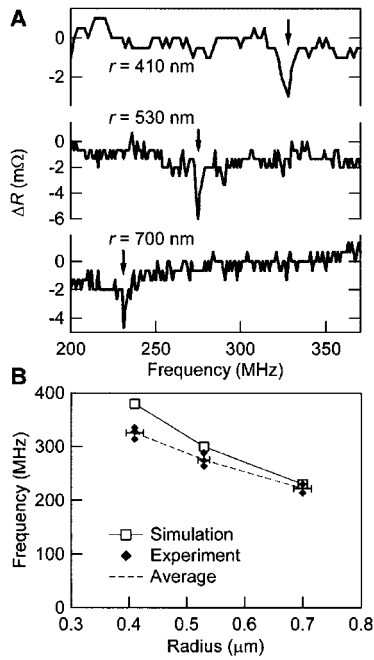 A
0
-2
r = 410 nm
r = 530 nm
0
-2
-4
-6
ΔR (mΩ)
r = 700 nm
0
-2
-4
200 250 300 350
Frequency (MHz)
B
400
300
200
100
0
Frequency (MHz)
Simulation
Experiment
Average
0.3 0.4 0.5 0.6 0.7 0.8
Radius (μm)